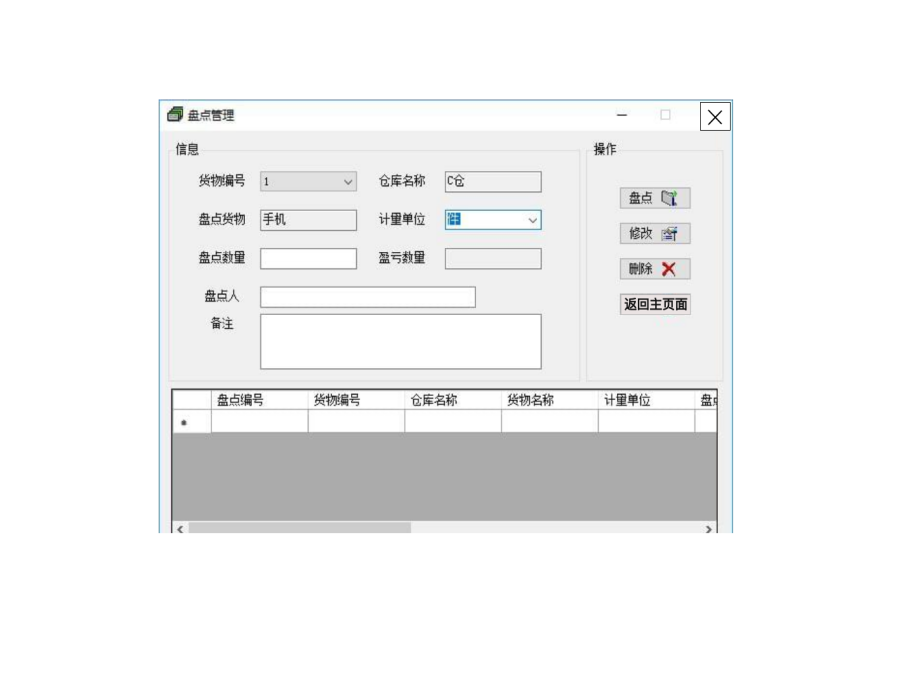 盘点管理
信息
操作
货物编号 1 仓库名称 C仓
盘点货物 手机 计量单位 件
盘点数量 盈亏数量
盘点人
备注
盘点
修改
删除
返回主页面
盘点编号 货物编号 仓库名称 货物名称 计量单位 盘